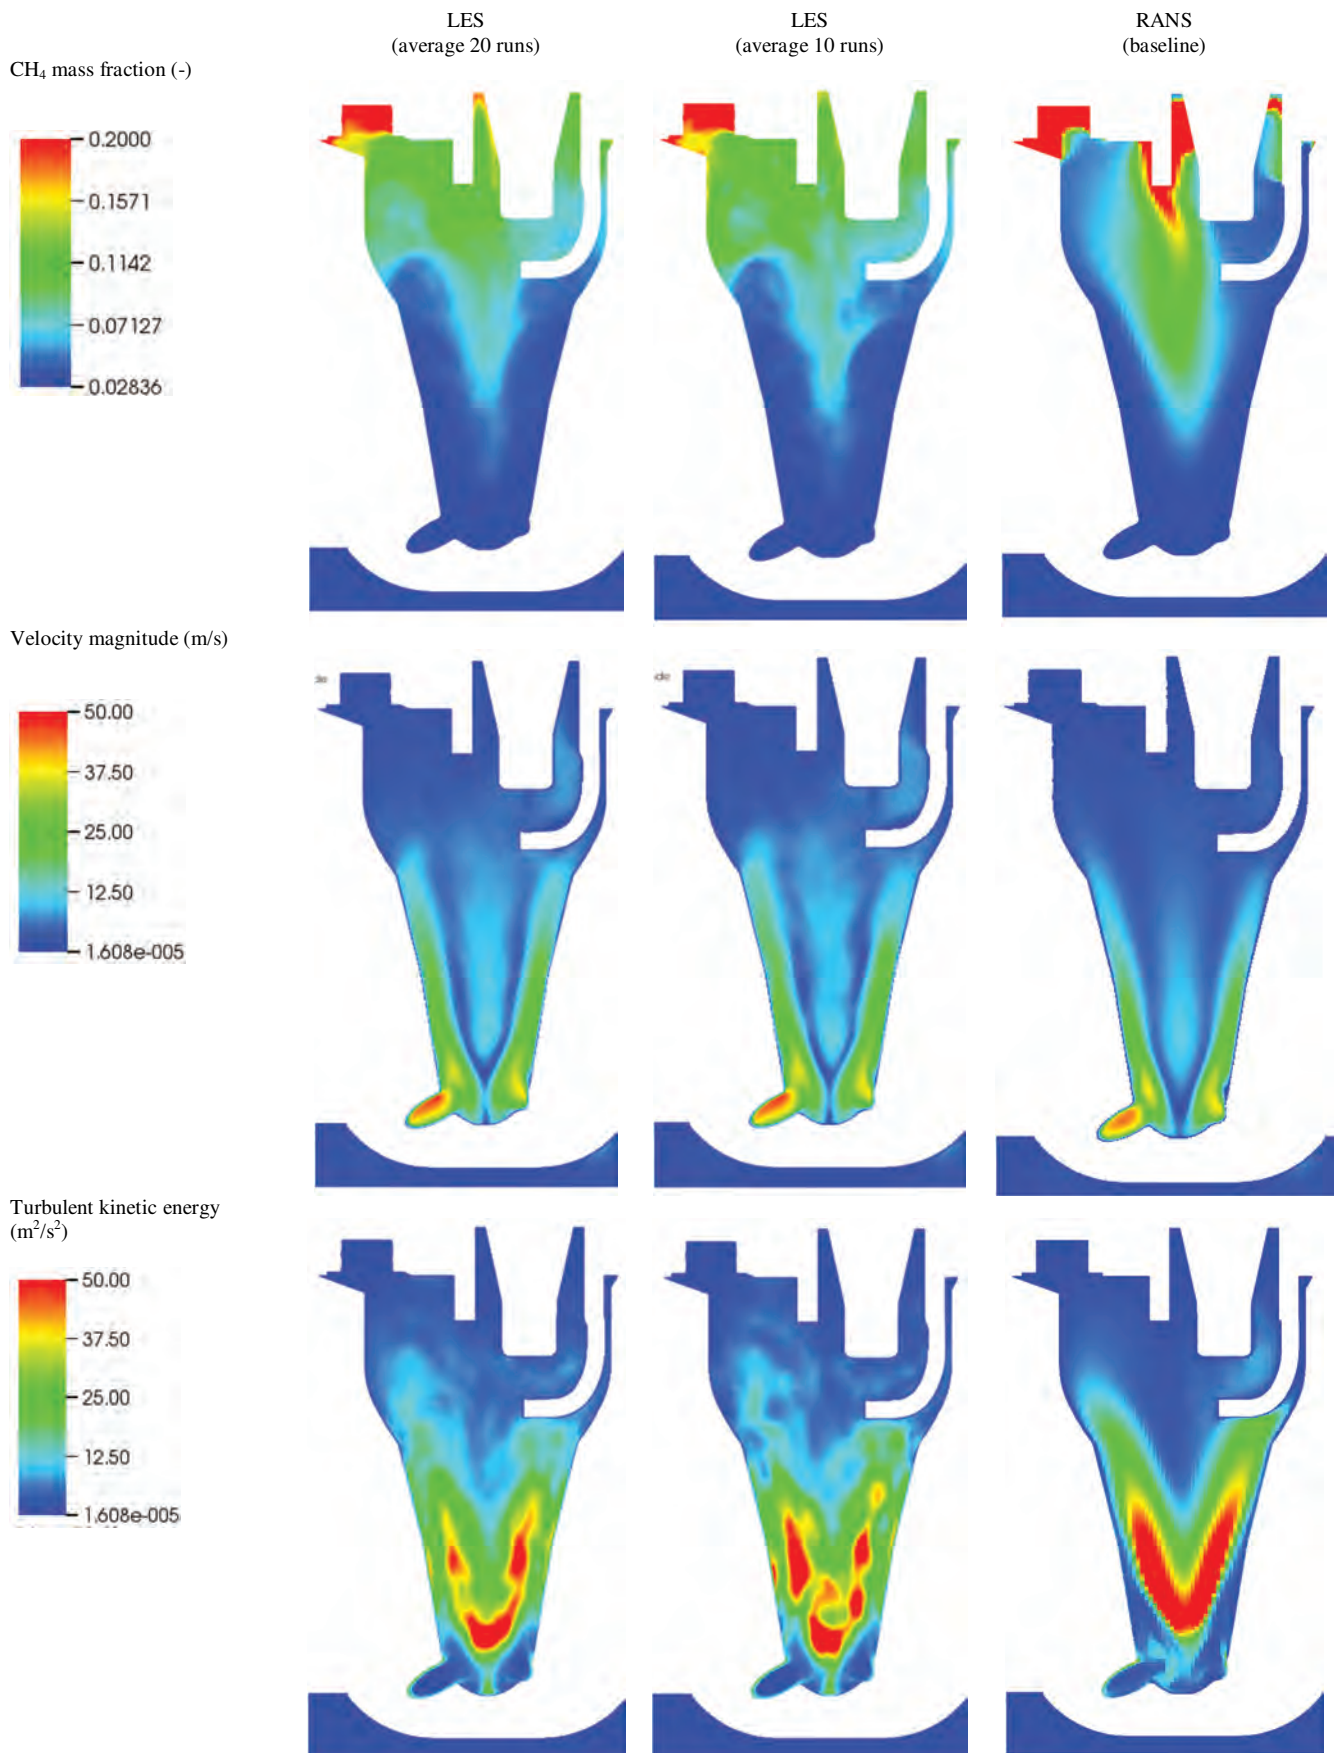 LES
(average 20 runs)
LES
(average 10 runs)
RANS
(baseline)
CH₄ mass fraction (-)
0.2000
0.1571
0.1142
0.07127
0.02836
Velocity magnitude (m/s)
50.00
37.50
25.00
12.50
1.608e-005
de
de
Turbulent kinetic energy
(m²/s²)
50.00
37.50
25.00
12.50
1.608e-005